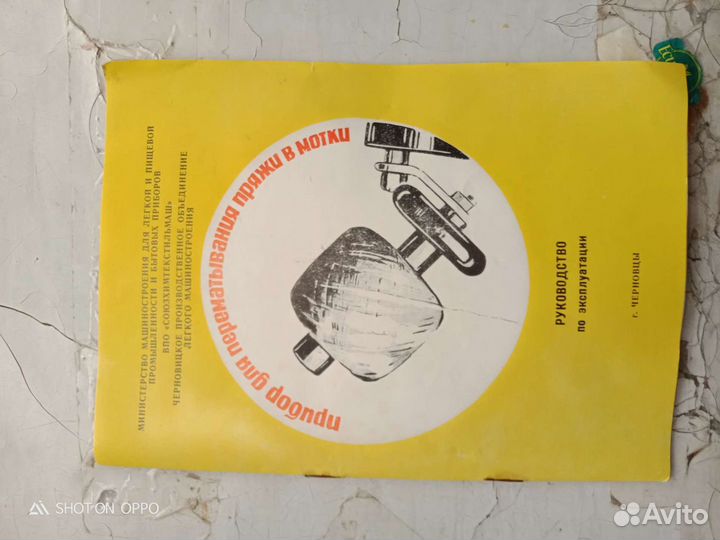 МИНИСТЕРСТВО МАШИНОСТРОЕНИЯ ДЛЯ ЛЕГКОЙ И ПИЩЕВОЙ
ПРОМЫШЛЕННОСТИ И БЫТОВЫХ ПРИБОРОВ
ВПО «СОЮЗХИМТЕКСТИЛЬМАШ»
ЧЕРНОВИЦКОЕ ПРОИЗВОДСТВЕННОЕ ОБЪЕДИНЕНИЕ
ЛЕГКОГО МАШИНОСТРОЕНИЯ
прибор для перематывания пряжи в мотки
РУКОВОДСТВО
по эксплуатации
г. ЧЕРНОВЦЫ
SHOT ON OPPO
Avito